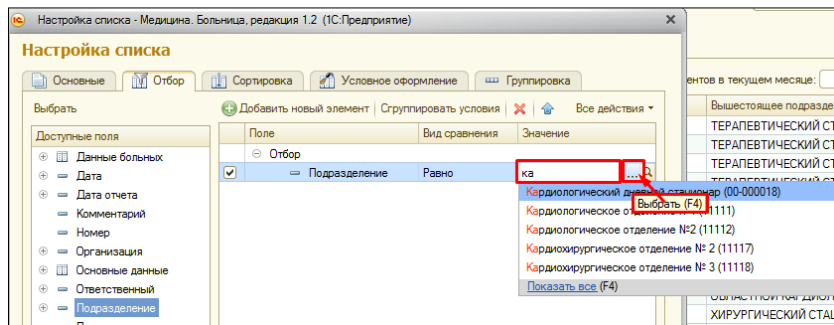 Настройка списка - Медицина. Больница, редакция 1.2 (1С:Предприятие)
Настройка списка
Основные Отбор Сортировка Условное оформление Группировка
Выбрать Добавить новый элемент Сгруппировать условия Все действия
ентов в текущем месяце:
Доступные поля Поле Вид сравнения Значение
Вышестоящее подразде
Данные больных
Отбор
ТЕРАПЕВТИЧЕСКИЙ СТ
Дата
Подразделение Равно ка ...
ТЕРАПЕВТИЧЕСКИЙ СТ
ТЕРАПЕВТИЧЕСКИЙ СТ
Дата отчета
Кардиологический дневной стационар (00-000018)
Выбрать (F4)
Комментарий
Кардиологическое 11111)
Номер
Кардиологическое отделение №2 (11112)
Организация
Кардиохирургическое отделение № 2 (11117)
Основные данные
Кардиохирургическое отделение № 3 (11118)
Ответственный
Показать все (F4)
Подразделение
ХИРУРГИЧЕСКИЙ СТАЦ